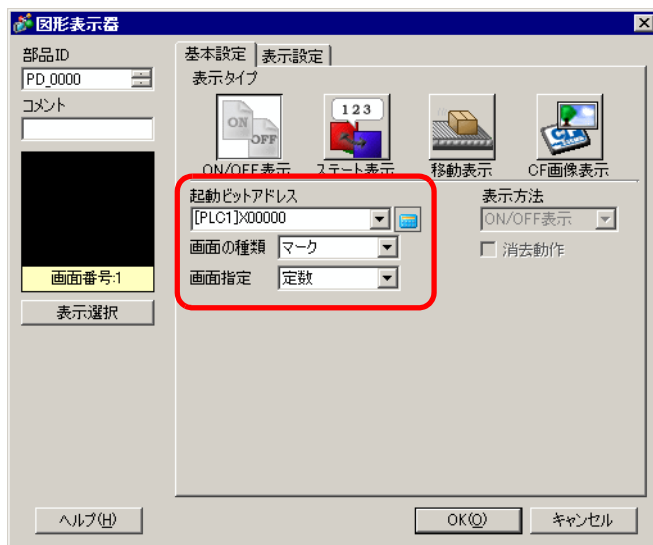 図形表示器
部品ID
PD_0000
コメント
画面番号:1
表示選択
基本設定
表示設定
表示タイプ
ON
OFF
123
ON/OFF表示
ステート表示
移動表示
CF画像表示
起動ビットアドレス
[PLC1]X00000
画面の種類
マーク
画面指定
定数
表示方法
ON/OFF表示
消去動作
ヘルプ(H)
OK(O)
キャンセル